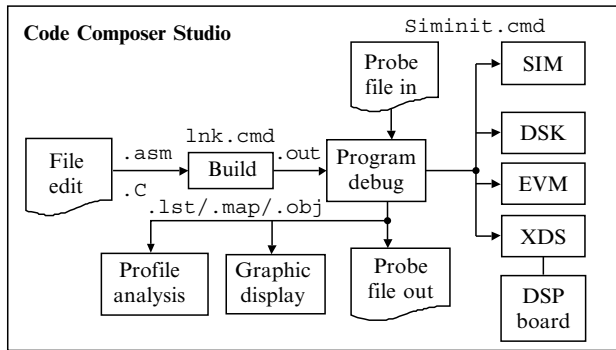 Code Composer Studio
Siminit.cmd
Probe
file in
SIM
DSK
lnk.cmd
File
edit
.asm
.C
Build
.out
Program
debug
EVM
.lst/.map/.obj
XDS
Profile
analysis
Graphic
display
Probe
file out
DSP
board